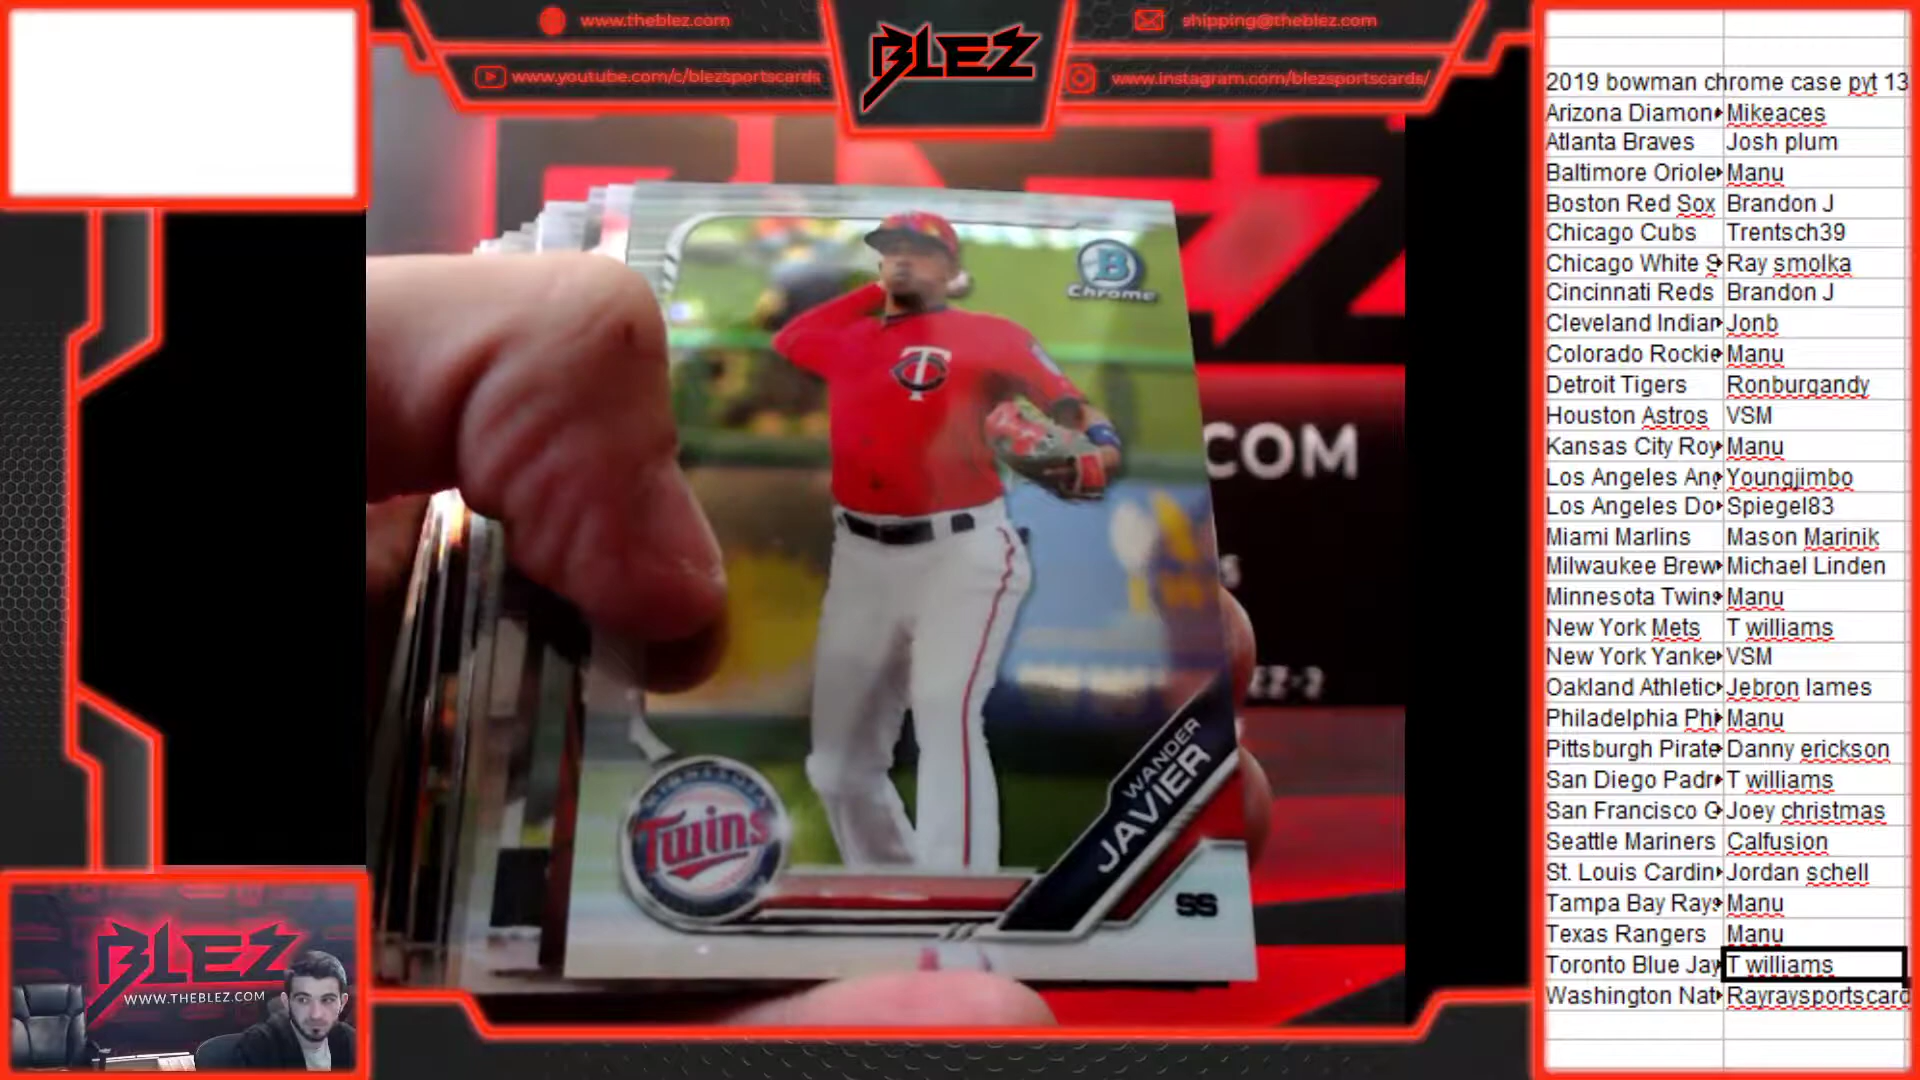 www.theblez.com
shipping@theblez.com
www.youtube.com/c/blezsportscards
www.instagram.com/blezsportscards/
BLEZ
B
Chrome
T C
.COM
EZ-2
WANDER
JAVIER
Twins
SS
BLEZ
WWW.THEBLEZ.COM
2019 bowman chrome case pyt 13
Arizona Diamon Mikeaces
Atlanta Braves Josh plum
Baltimore Oriole Manu
Boston Red Sox Brandon J
Chicago Cubs Trentsch39
Chicago White S Ray smolka
Cincinnati Reds Brandon J
Cleveland Indian Jonb
Colorado Rockie Manu
Detroit Tigers Ronburgandy
Houston Astros VSM
Kansas City Roy Manu
Los Angeles Ang Youngjimbo
Los Angeles Do Spiegel83
Miami Marlins Mason Marinik
Milwaukee Brew Michael Linden
Minnesota Twins Manu
New York Mets T williams
New York Yanke VSM
Oakland Athletic Jebron lames
Philadelphia Phi Manu
Pittsburgh Pirate Danny erickson
San Diego Padr T williams
San Francisco G Joey christmas
Seattle Mariners Calfusion
St. Louis Cardin Jordan schell
Tampa Bay Rays Manu
Texas Rangers Manu
Toronto Blue Jay T williams
Washington Nat Rayraysportscard